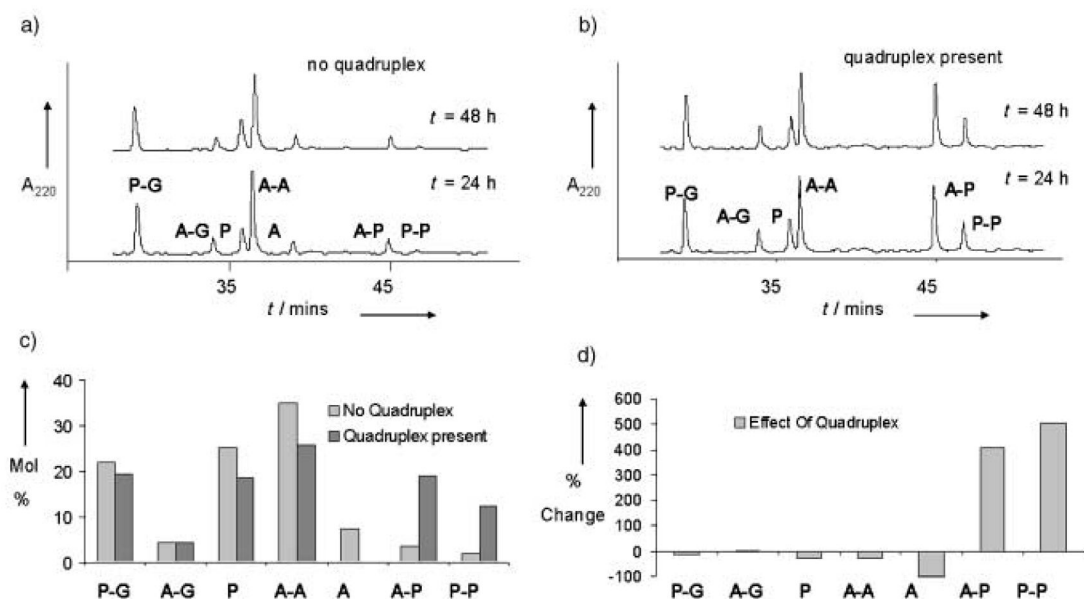 a)
no quadruplex
t = 48 h
A220
P-G
A-A
t = 24 h
A-G P A A-P P-P
35 45
t / mins
b)
quadruplex present
t = 48 h
A220
P-G
A-A
t = 24 h
A-G P A-P
P-P
35 45
t / mins
c)
Mol
%
40
30
20
10
0
No Quadruplex
Quadruplex present
P-G A-G P A-A A A-P P-P
d)
%
Change
600
500
400
300
200
100
0
-100
Effect Of Quadruplex
P-G A-G P A-A A A-P P-P